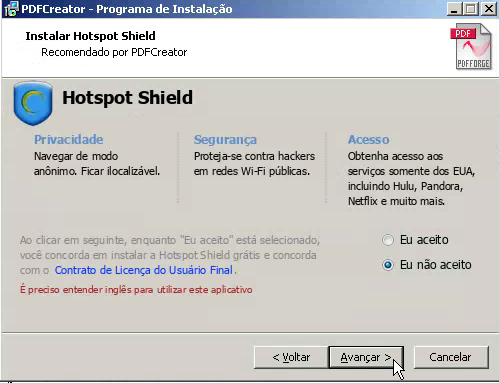 PDFCreator - Programa de Instalação
Instalar Hotspot Shield
Recomendado por PDFCreator
PDF
PDFFORGE
Hotspot Shield
Privacidade
Navegar de modo
anônimo. Ficar ilocalizável.
Segurança
Proteja-se contra hackers
em redes Wi-Fi públicas.
Acesso
Obtenha acesso aos
serviços somente dos EUA,
incluindo Hulu, Pandora,
Netflix e muito mais.
Ao clicar em seguinte, enquanto "Eu aceito" está selecionado,
você concorda em instalar a Hotspot Shield grátis e concorda
com o Contrato de Licença do Usuário Final.
É preciso entender inglês para utilizar este aplicativo
Eu aceito
Eu não aceito
< Voltar
Avançar >
Cancelar